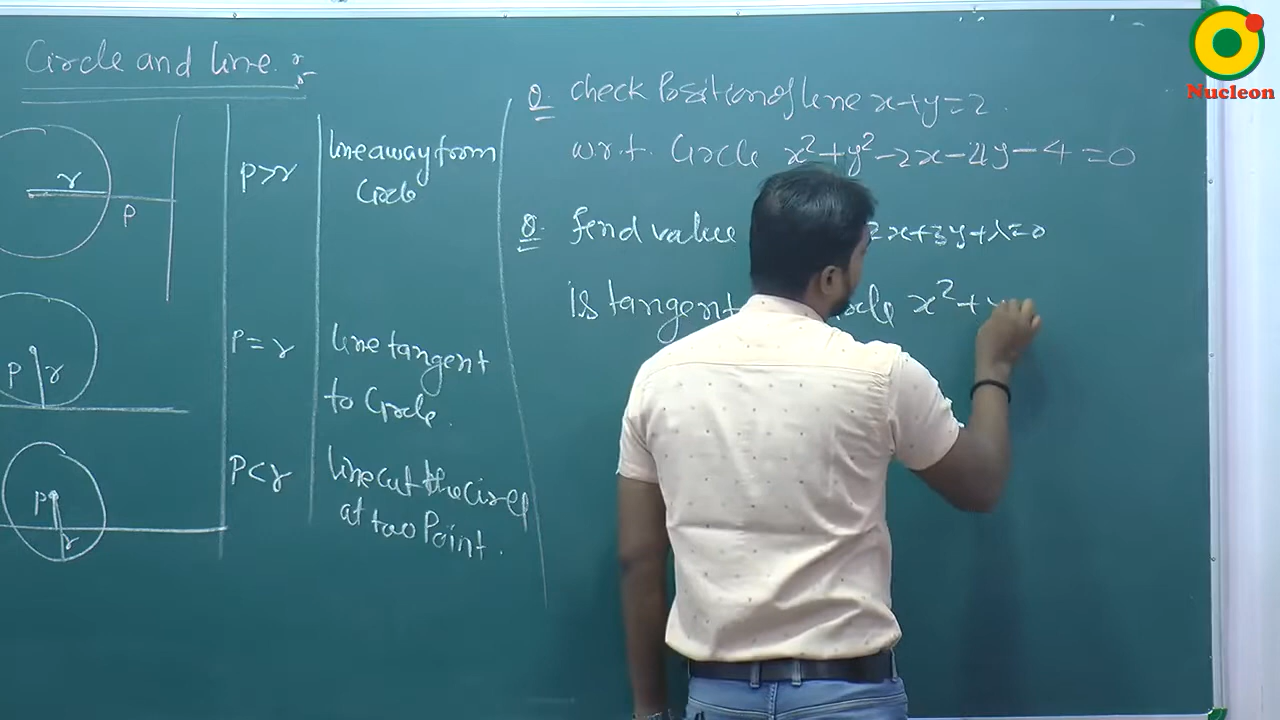 Circle and line.
r
p
p>r
line away from
Circle
p r
p=r
line tangent
to Circle.
p
r
p<r
line cut the circle
at two Point.
Q. Check Position of line x+y=2.
w.r.t. Circle x²+y²-2x-4y-4=0
Q. find value 2x+3y+λ=0
is tangent x²+y
Nucleon